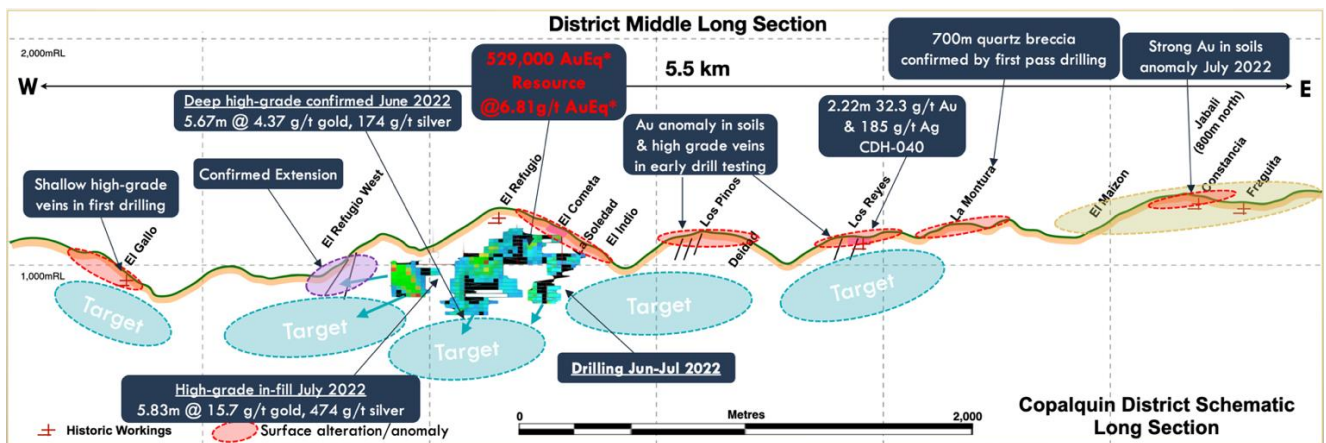 District Middle Long Section
2,000mRL
W
5.5 km
E
529,000 AuEq*
Resource
@6.81g/t AuEq*
700m quartz breccia
confirmed by first pass drilling
Strong Au in soils
anomaly July 2022
Deep high-grade confirmed June 2022
5.67m @ 4.37 g/t gold, 174 g/t silver
Au anomaly in soils
& high grade veins
in early drill testing
2.22m 32.3 g/t Au
& 185 g/t Ag
CDH-040
Jabali
(800m north)
Constancia
Fraguita
Shallow high-grade
veins in first drilling
Confirmed Extension
El Gallo
El Refugio West
El Refugio
El Cometa
La Soledad
El Indio
Los Pinos
Deidad
Los Reyes
La Montura
El Maizon
1,000mRL
Target
Target
Target
Target
Target
High-grade in-fill July 2022
5.83m @ 15.7 g/t gold, 474 g/t silver
Drilling Jun-Jul 2022
Historic Workings
Surface alteration/anomaly
0
Metres
2,000
Copalquin District Schematic
Long Section